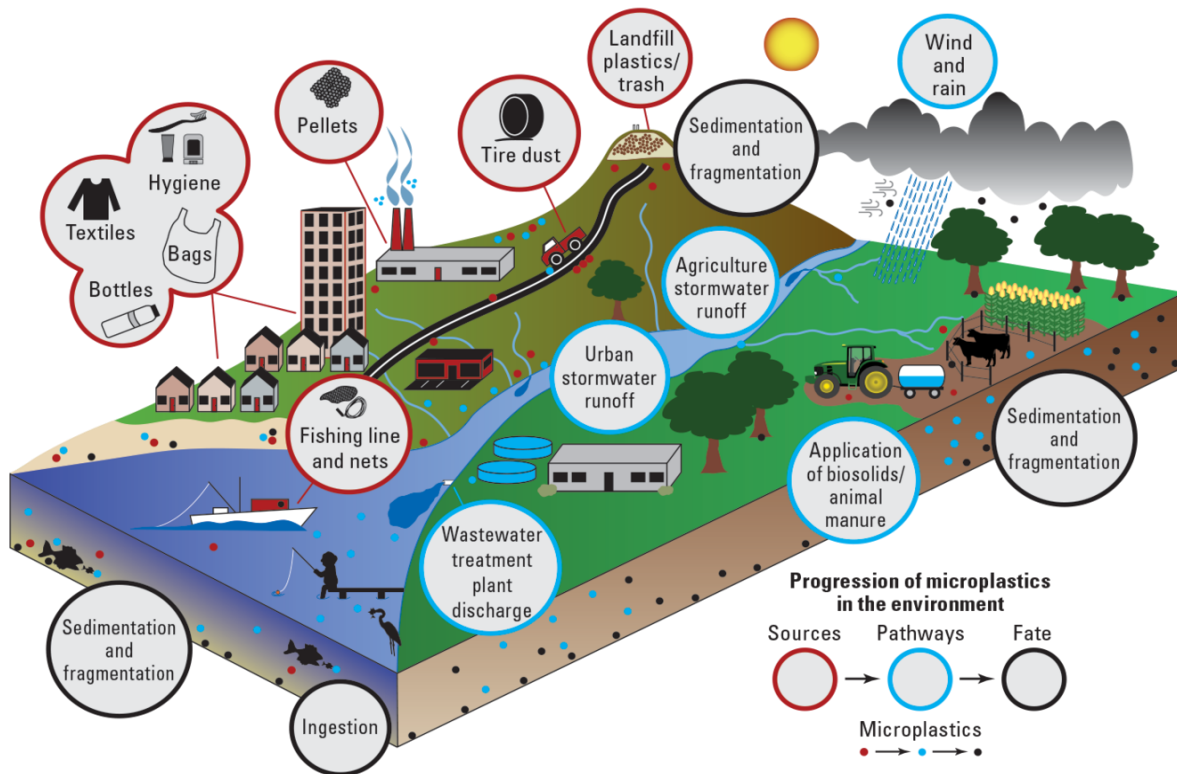 Landfill
plastics/
trash
Wind
and
rain
Pellets
Tire dust
Sedimentation
and
fragmentation
Hygiene
Textiles
Bags
Bottles
Agriculture
stormwater
runoff
Urban
stormwater
runoff
Fishing line
and nets
Sedimentation
and
fragmentation
Application
of biosolids/
animal
manure
Wastewater
treatment
plant
discharge
Sedimentation
and
fragmentation
Ingestion
Progression of microplastics
in the environment
Sources
Pathways
Fate
Microplastics